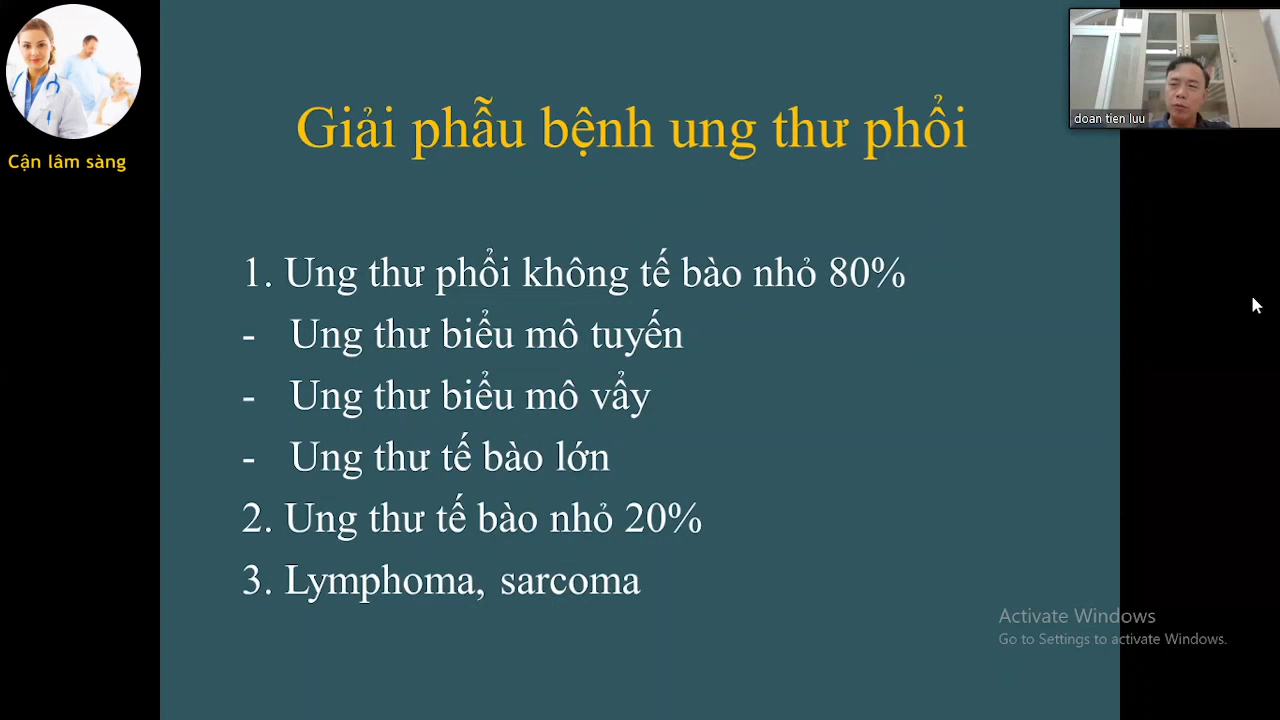 Cận lâm sàng
doan tien luu
Giải phẫu bệnh ung thư phổi
1. Ung thư phổi không tế bào nhỏ 80%
- Ung thư biểu mô tuyến
- Ung thư biểu mô vẩy
- Ung thư tế bào lớn
2. Ung thư tế bào nhỏ 20%
3. Lymphoma, sarcoma
Activate Windows
Go to Settings to activate Windows.